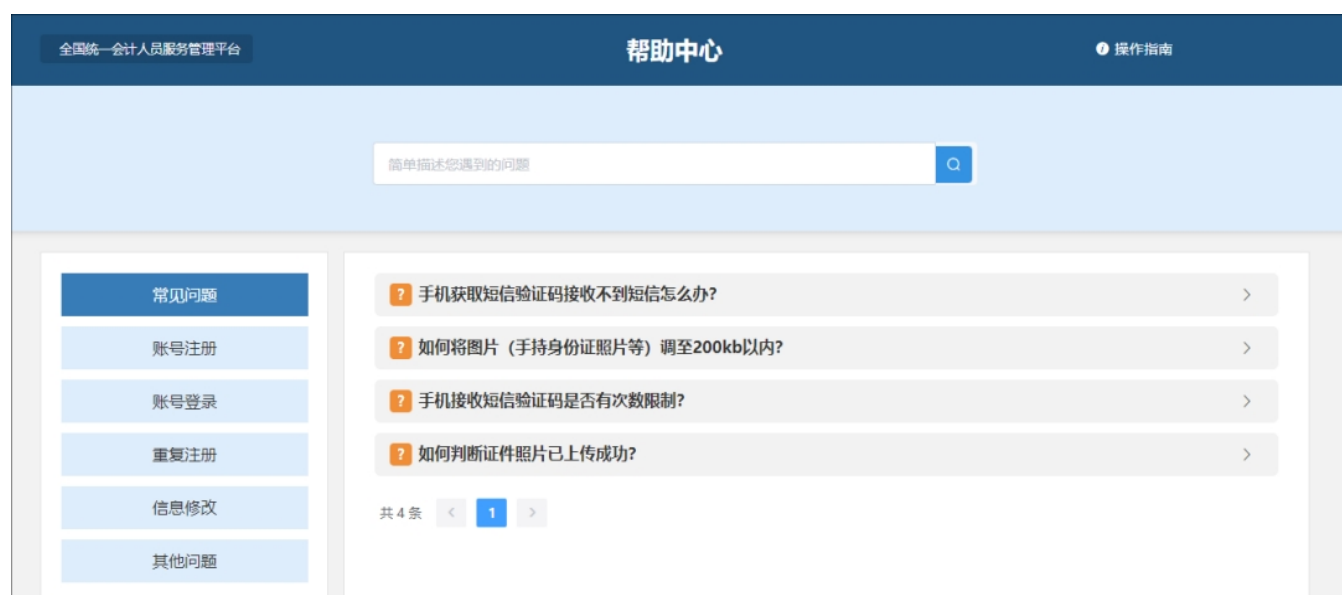 全国统一会计人员服务管理平台
帮助中心
操作指南
简单描述您遇到的问题
常见问题
账号注册
账号登录
重复注册
信息修改
其他问题
? 手机获取短信验证码接收不到短信怎么办?
? 如何将图片（手持身份证照片等）调至200kb以内?
? 手机接收短信验证码是否有次数限制?
? 如何判断证件照片已上传成功?
共 4 条 < 1 >